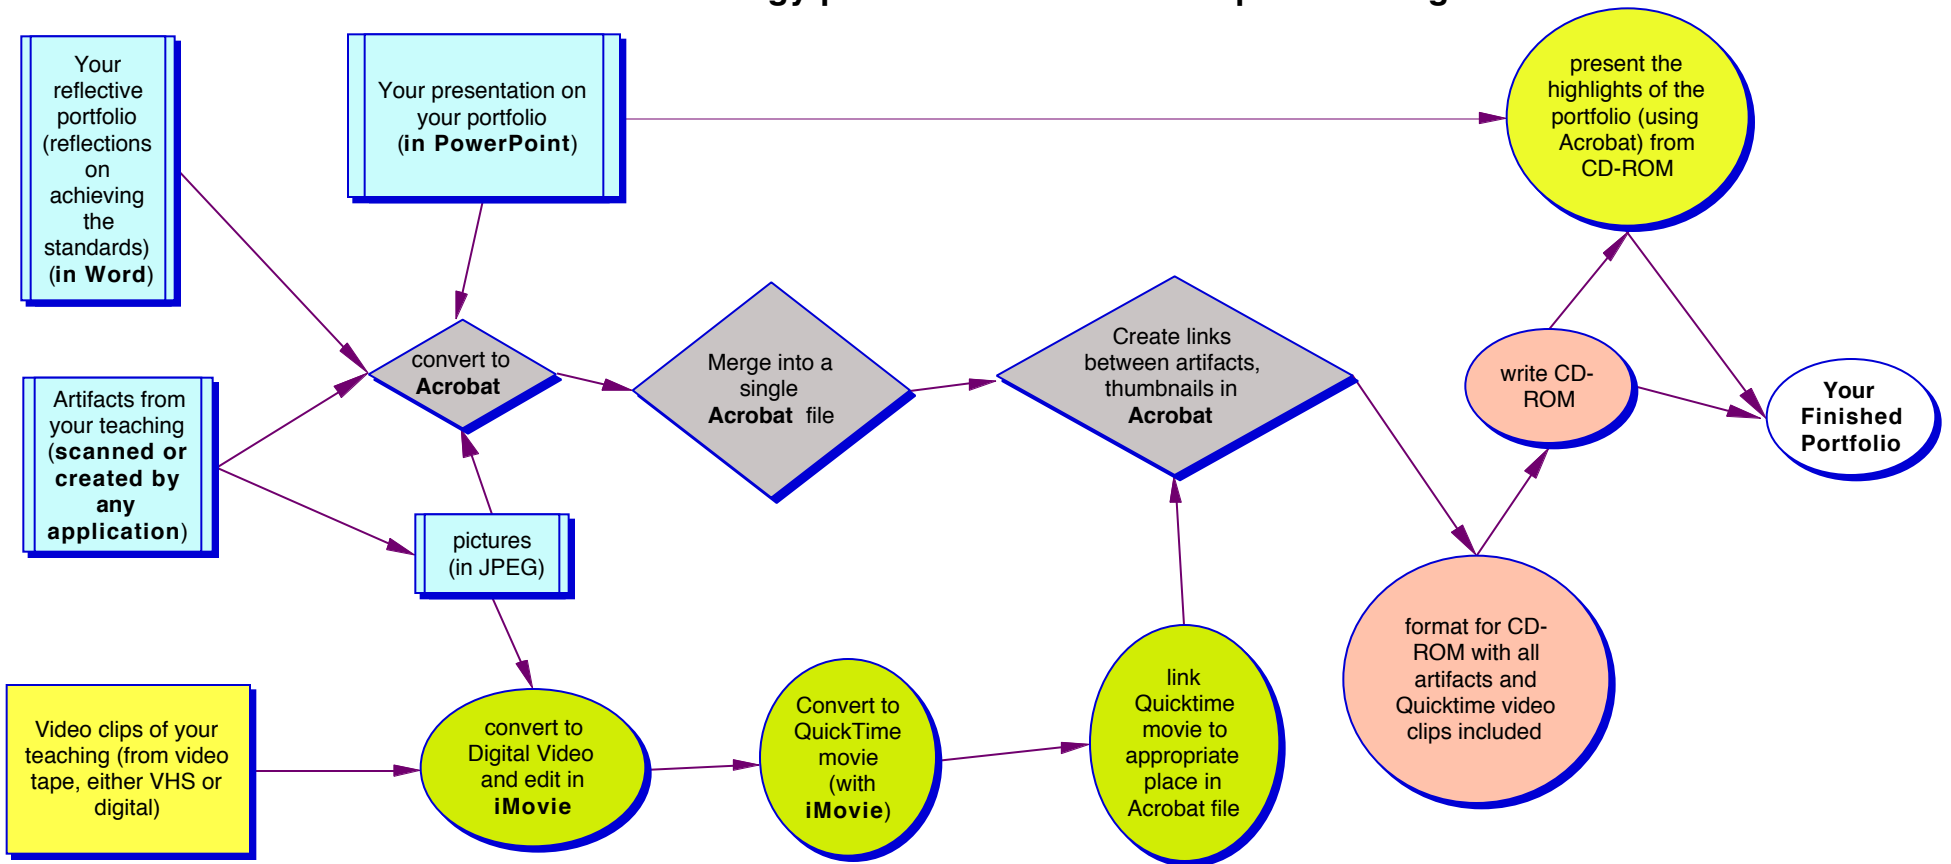 Your
reflective
portfolio
(reflections
on
achieving
the
standards)
(in Word)
Your presentation on
your portfolio
(in PowerPoint)
present the
highlights of the
portfolio (using
Acrobat) from
CD-ROM
convert to
Acrobat
Merge into a
single
Acrobat file
Create links
between artifacts,
thumbnails in
Acrobat
write CD-
ROM
Your
Finished
Portfolio
Artifacts from
your teaching
(scanned or
created by
any
application)
pictures
(in JPEG)
format for CD-
ROM with all
artifacts and
Quicktime video
clips included
Video clips of your
teaching (from video
tape, either VHS or
digital)
convert to
Digital Video
and edit in
iMovie
Convert to
QuickTime
movie
(with
iMovie)
link
Quicktime
movie to
appropriate
place in
Acrobat file